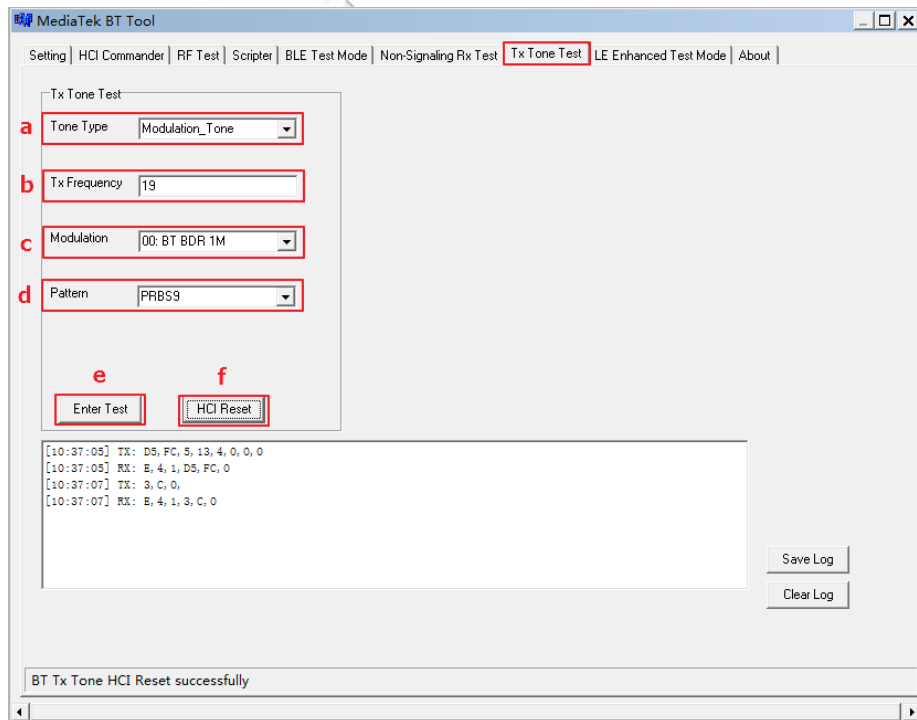 MediaTek BT Tool
Setting HCI Commander RF Test Scripter BLE Test Mode Non-Signaling Rx Test Tx Tone Test LE Enhanced Test Mode About
Tx Tone Test
a Tone Type Modulation_Tone
b Tx Frequency 19
c Modulation 00: BT BDR 1M
d Pattern PRBS9
e f
Enter Test HCI Reset
[10:37:05] TX: D5, FC, 5, 13, 4, 0, 0, 0
[10:37:05] RX: E, 4, 1, D5, FC, 0
[10:37:07] TX: 3, C, 0,
[10:37:07] RX: E, 4, 1, 3, C, 0
Save Log
Clear Log
BT Tx Tone HCI Reset successfully